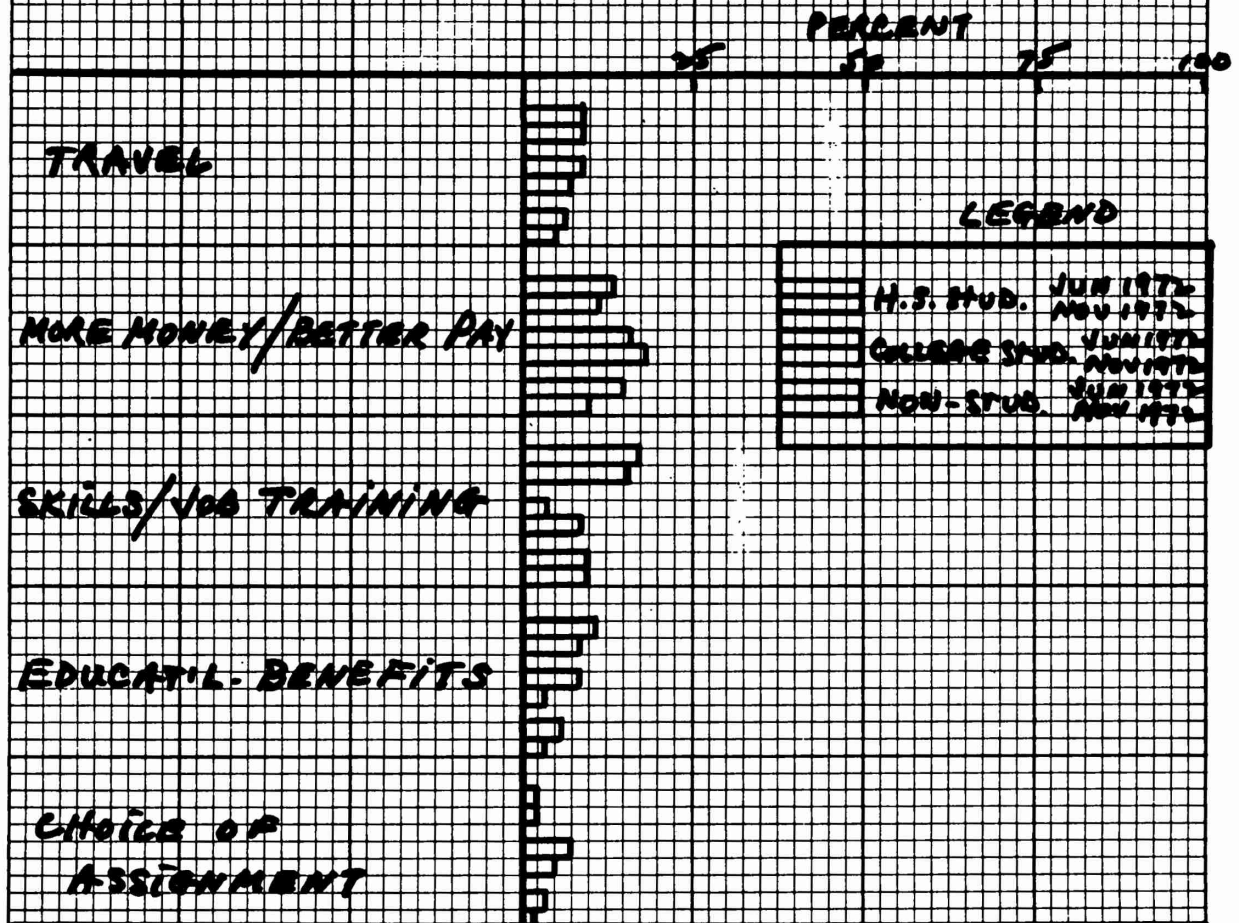 PERCENT
25 50 75 100
TRAVEL
LEGEND
H.S. STUD. JUN 1972
NOV 1972
MORE MONEY/BETTER PAY
COLLEGE STUD. JUN 1972
NOV 1972
NON-STUD. JUN 1972
NOV 1972
SKILLS/JOB TRAINING
EDUCAT'L. BENEFITS
CHOICE OF
ASSIGNMENT